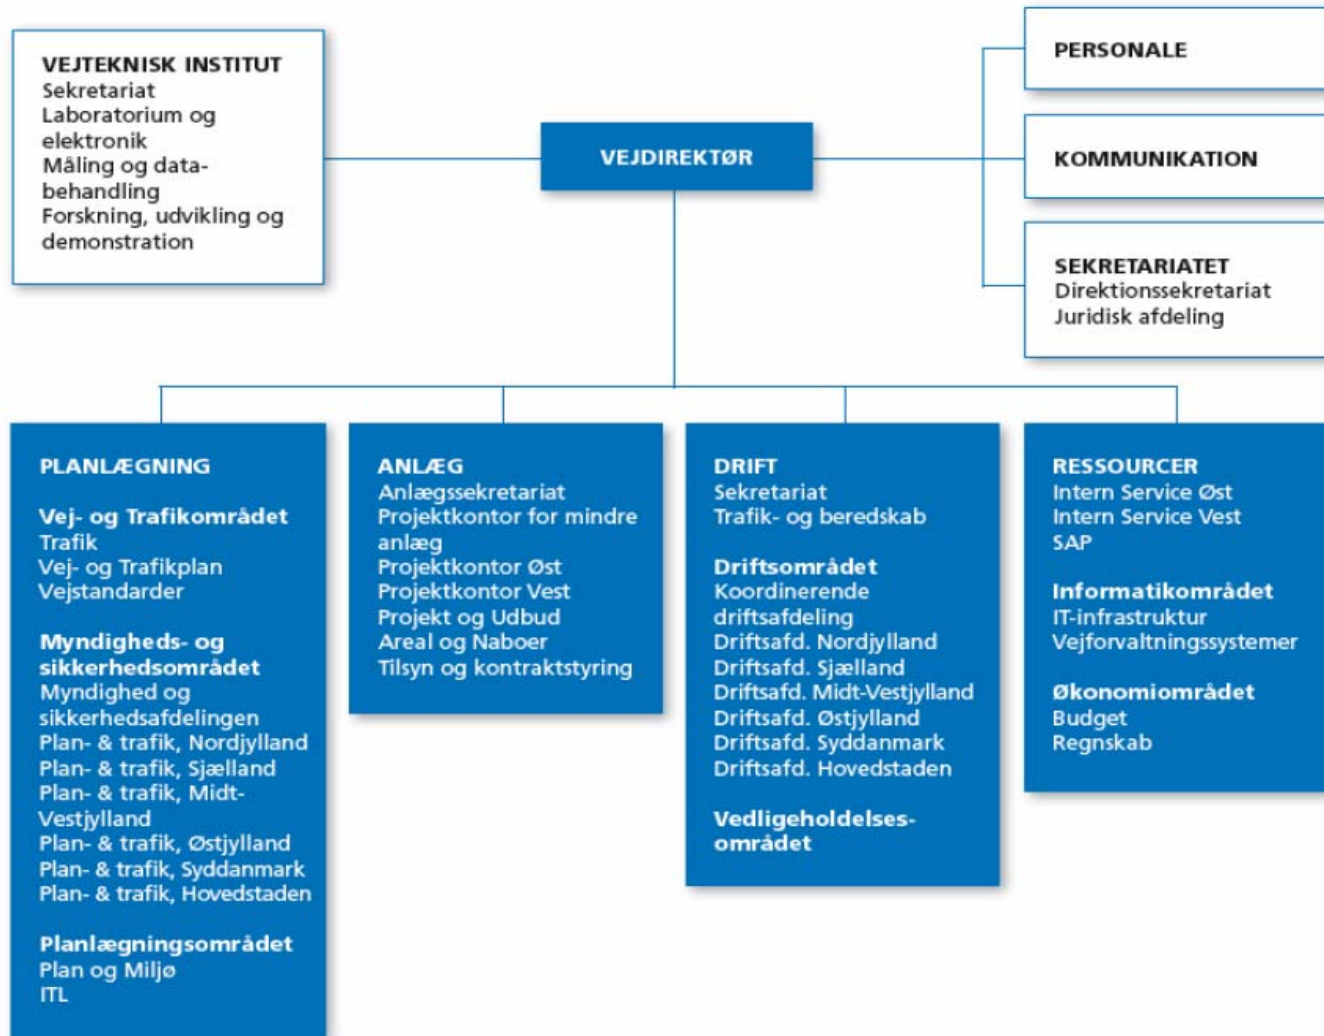 VEJTEKNISK INSTITUT
Sekretariat
Laboratorium og
elektronik
Måling og data-
behandling
Forskning, udvikling og
demonstration
VEJDIREKTØR
PERSONALE
KOMMUNIKATION
SEKRETARIATET
Direktionssekretariat
Juridisk afdeling
PLANLÆGNING
Vej- og Trafikområdet
Trafik
Vej- og Trafikplan
Vejstandarder
Myndigheds- og
sikkerhedsområdet
Myndighed og
sikkerhedsafdelingen
Plan- & trafik, Nordjylland
Plan- & trafik, Sjælland
Plan- & trafik, Midt-
Vestjylland
Plan- & trafik, Østjylland
Plan- & trafik, Syddanmark
Plan- & trafik, Hovedstaden
Planlægningsområdet
Plan og Miljø
ITL
ANLÆG
Anlægssekretariat
Projektkontor for mindre
anlæg
Projektkontor Øst
Projektkontor Vest
Projekt og Udbud
Areal og Naboer
Tilsyn og kontraktstyring
DRIFT
Sekretariat
Trafik- og beredskab
Driftsområdet
Koordinerende
driftsafdeling
Driftsafd. Nordjylland
Driftsafd. Sjælland
Driftsafd. Midt-Vestjylland
Driftsafd. Østjylland
Driftsafd. Syddanmark
Driftsafd. Hovedstaden
Vedligeholdelses-
området
RESSOURCER
Intern Service Øst
Intern Service Vest
SAP
Informatikområdet
IT-infrastruktur
Vejforvaltningssystemer
Økonomiområdet
Budget
Regnskab